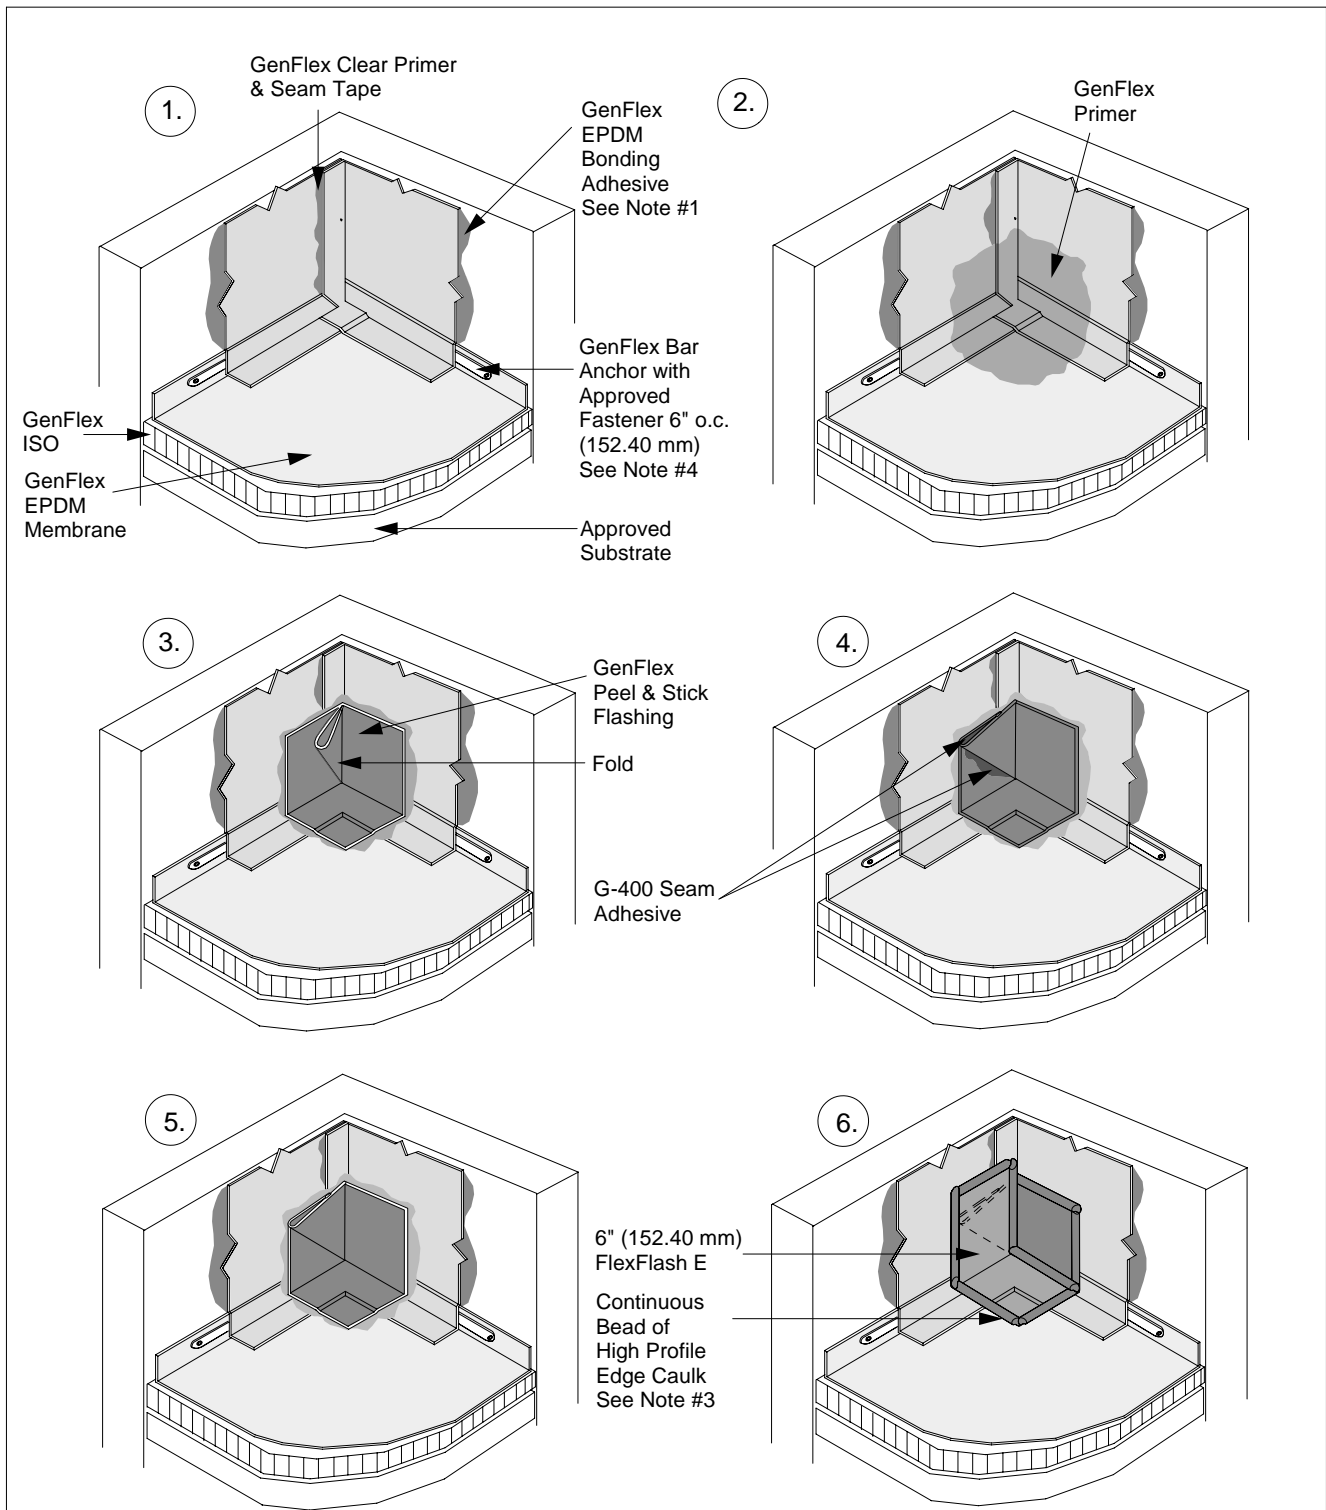 1.
GenFlex Clear Primer
& Seam Tape
GenFlex
EPDM
Bonding
Adhesive
See Note #1
GenFlex Bar
Anchor with
Approved
Fastener 6" o.c.
(152.40 mm)
See Note #4
GenFlex
ISO
GenFlex
EPDM
Membrane
Approved
Substrate
2.
GenFlex
Primer
3.
GenFlex
Peel & Stick
Flashing
Fold
4.
G-400 Seam
Adhesive
5.
6.
6" (152.40 mm)
FlexFlash E
Continuous
Bead of
High Profile
Edge Caulk
See Note #3